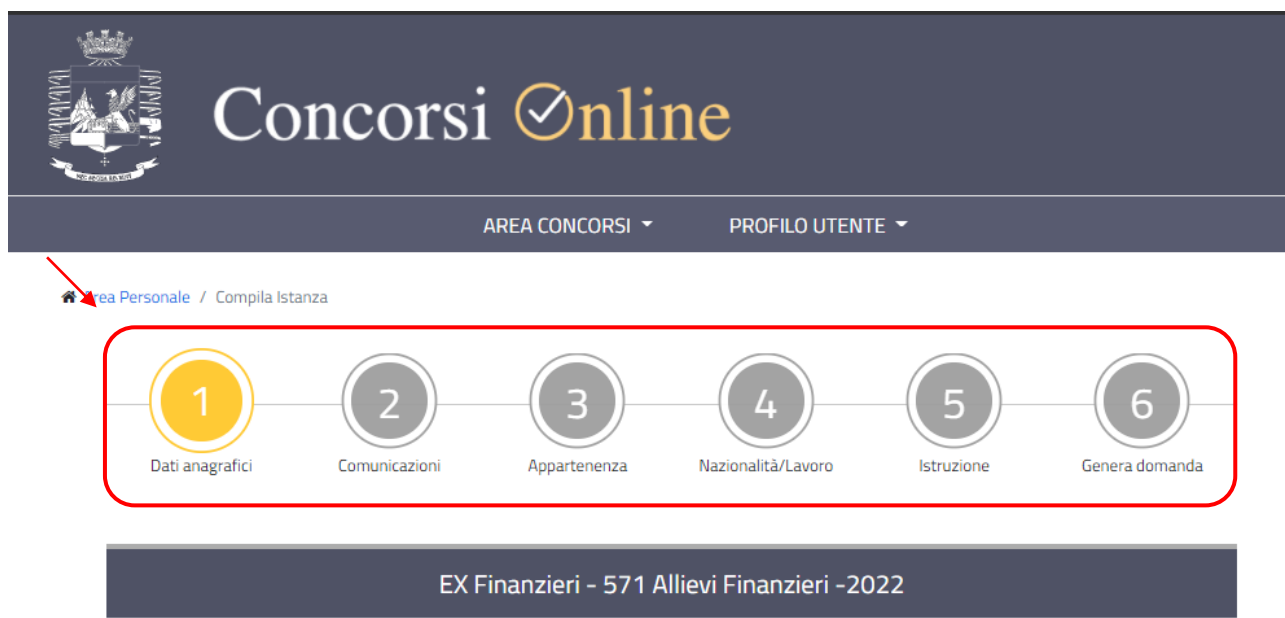 Concorsi Online
AREA CONCORSI PROFILO UTENTE
Area Personale / Compila Istanza
1 2 3 4 5 6
Dati anagrafici Comunicazioni Appartenenza Nazionalità/Lavoro Istruzione Genera domanda
EX Finanzieri - 571 Allievi Finanzieri -2022